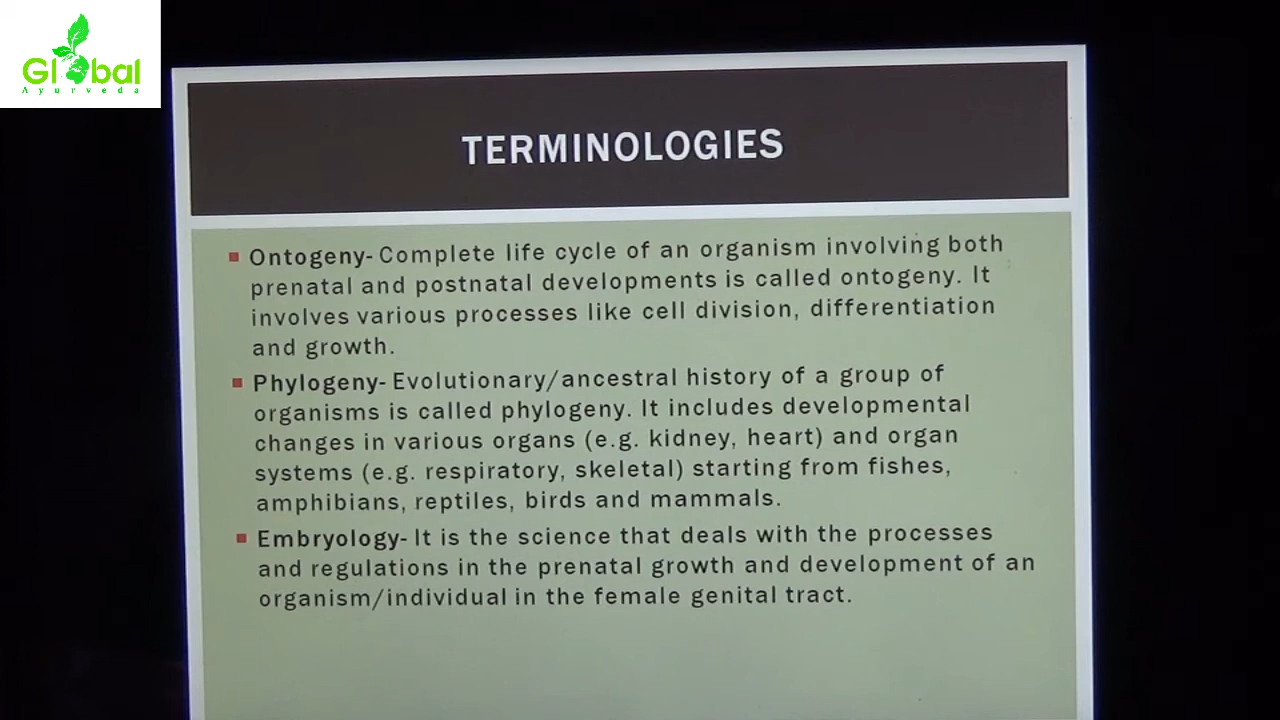 Global
Ayurveda
TERMINOLOGIES
Ontogeny- Complete life cycle of an organism involving both
prenatal and postnatal developments is called ontogeny. It
involves various processes like cell division, differentiation
and growth.
Phylogeny- Evolutionary/ancestral history of a group of
organisms is called phylogeny. It includes developmental
changes in various organs (e.g. kidney, heart) and organ
systems (e.g. respiratory, skeletal) starting from fishes,
amphibians, reptiles, birds and mammals.
Embryology- It is the science that deals with the processes
and regulations in the prenatal growth and development of an
organism/individual in the female genital tract.